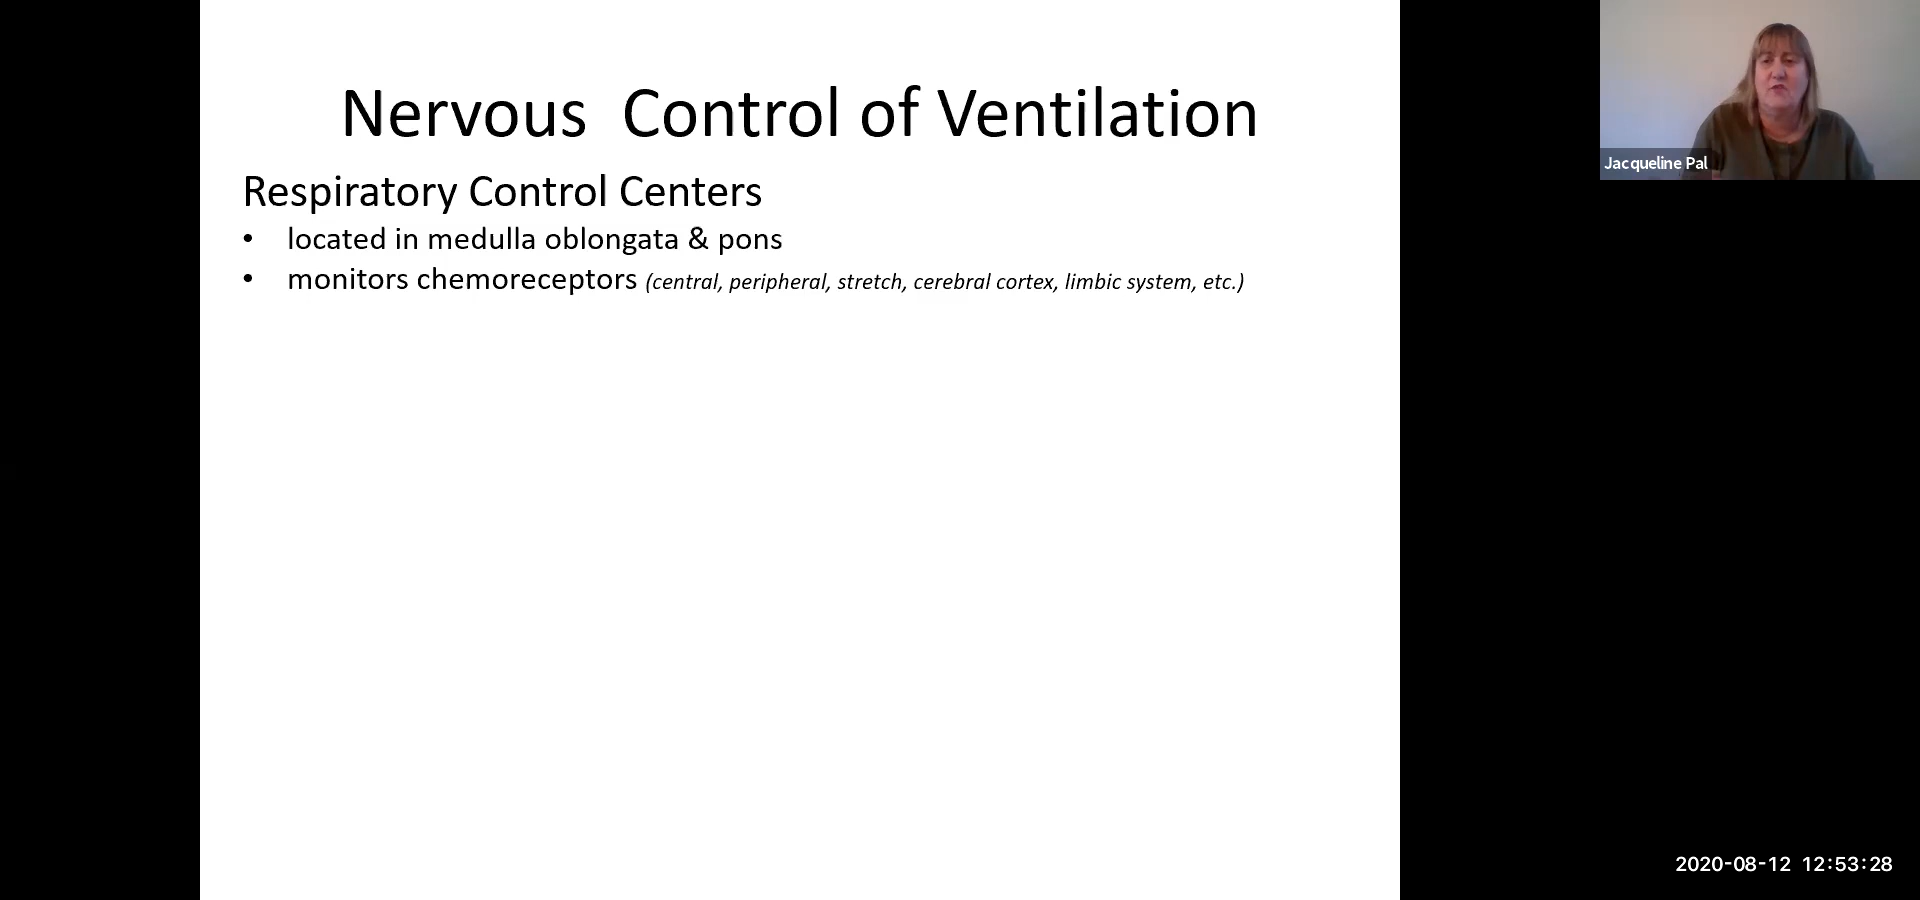 Nervous  Control of Ventilation
Respiratory Control Centers
• located in medulla oblongata & pons
• monitors chemoreceptors (central, peripheral, stretch, cerebral cortex, limbic system, etc.)
Jacqueline Pal
2020-08-12 12:53:28